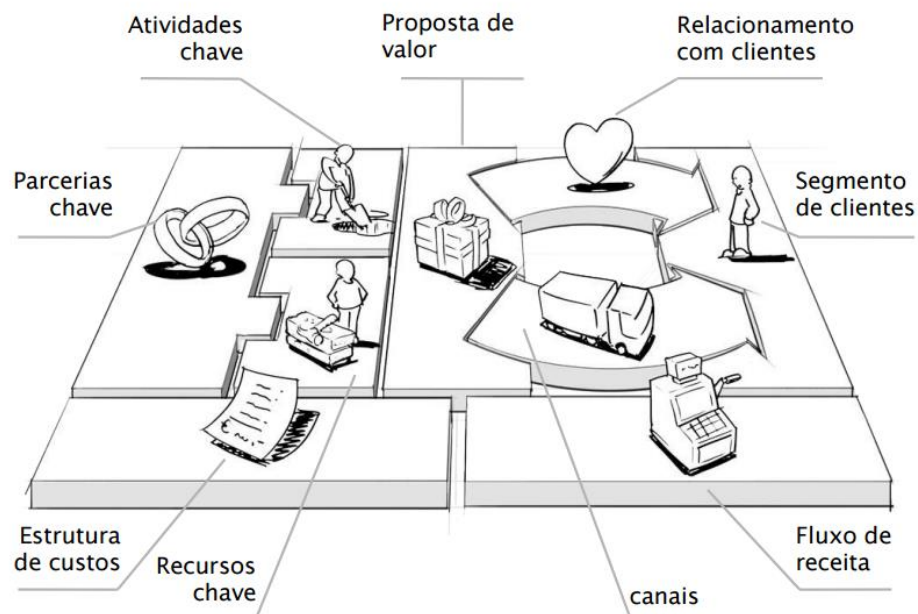 Atividades
chave
Proposta de
valor
Relacionamento
com clientes
Parcerias
chave
Segmento
de clientes
Estrutura
de custos
Recursos
chave
canais
Fluxo de
receita